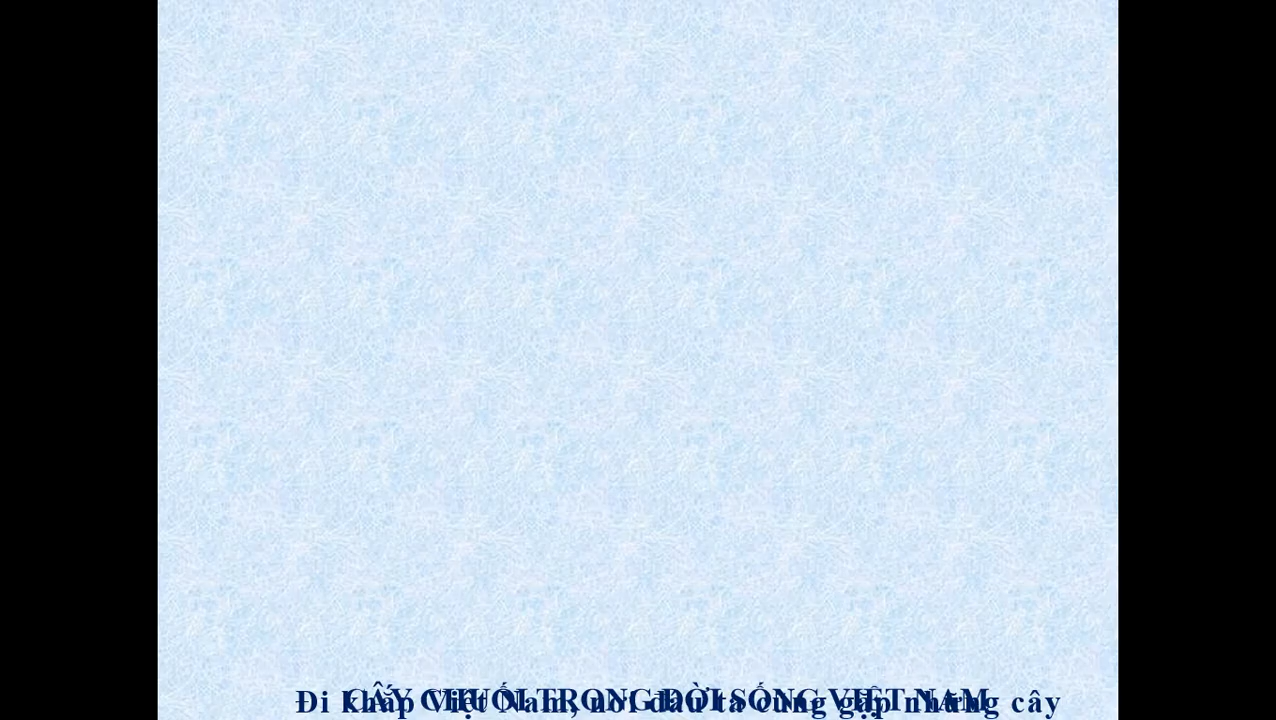 CÂY CHUỐI TRONG ĐỜI SỐNG VIỆT NAM
Đi khắp Việt Nam, nơi đâu ta cũng gặp những cây